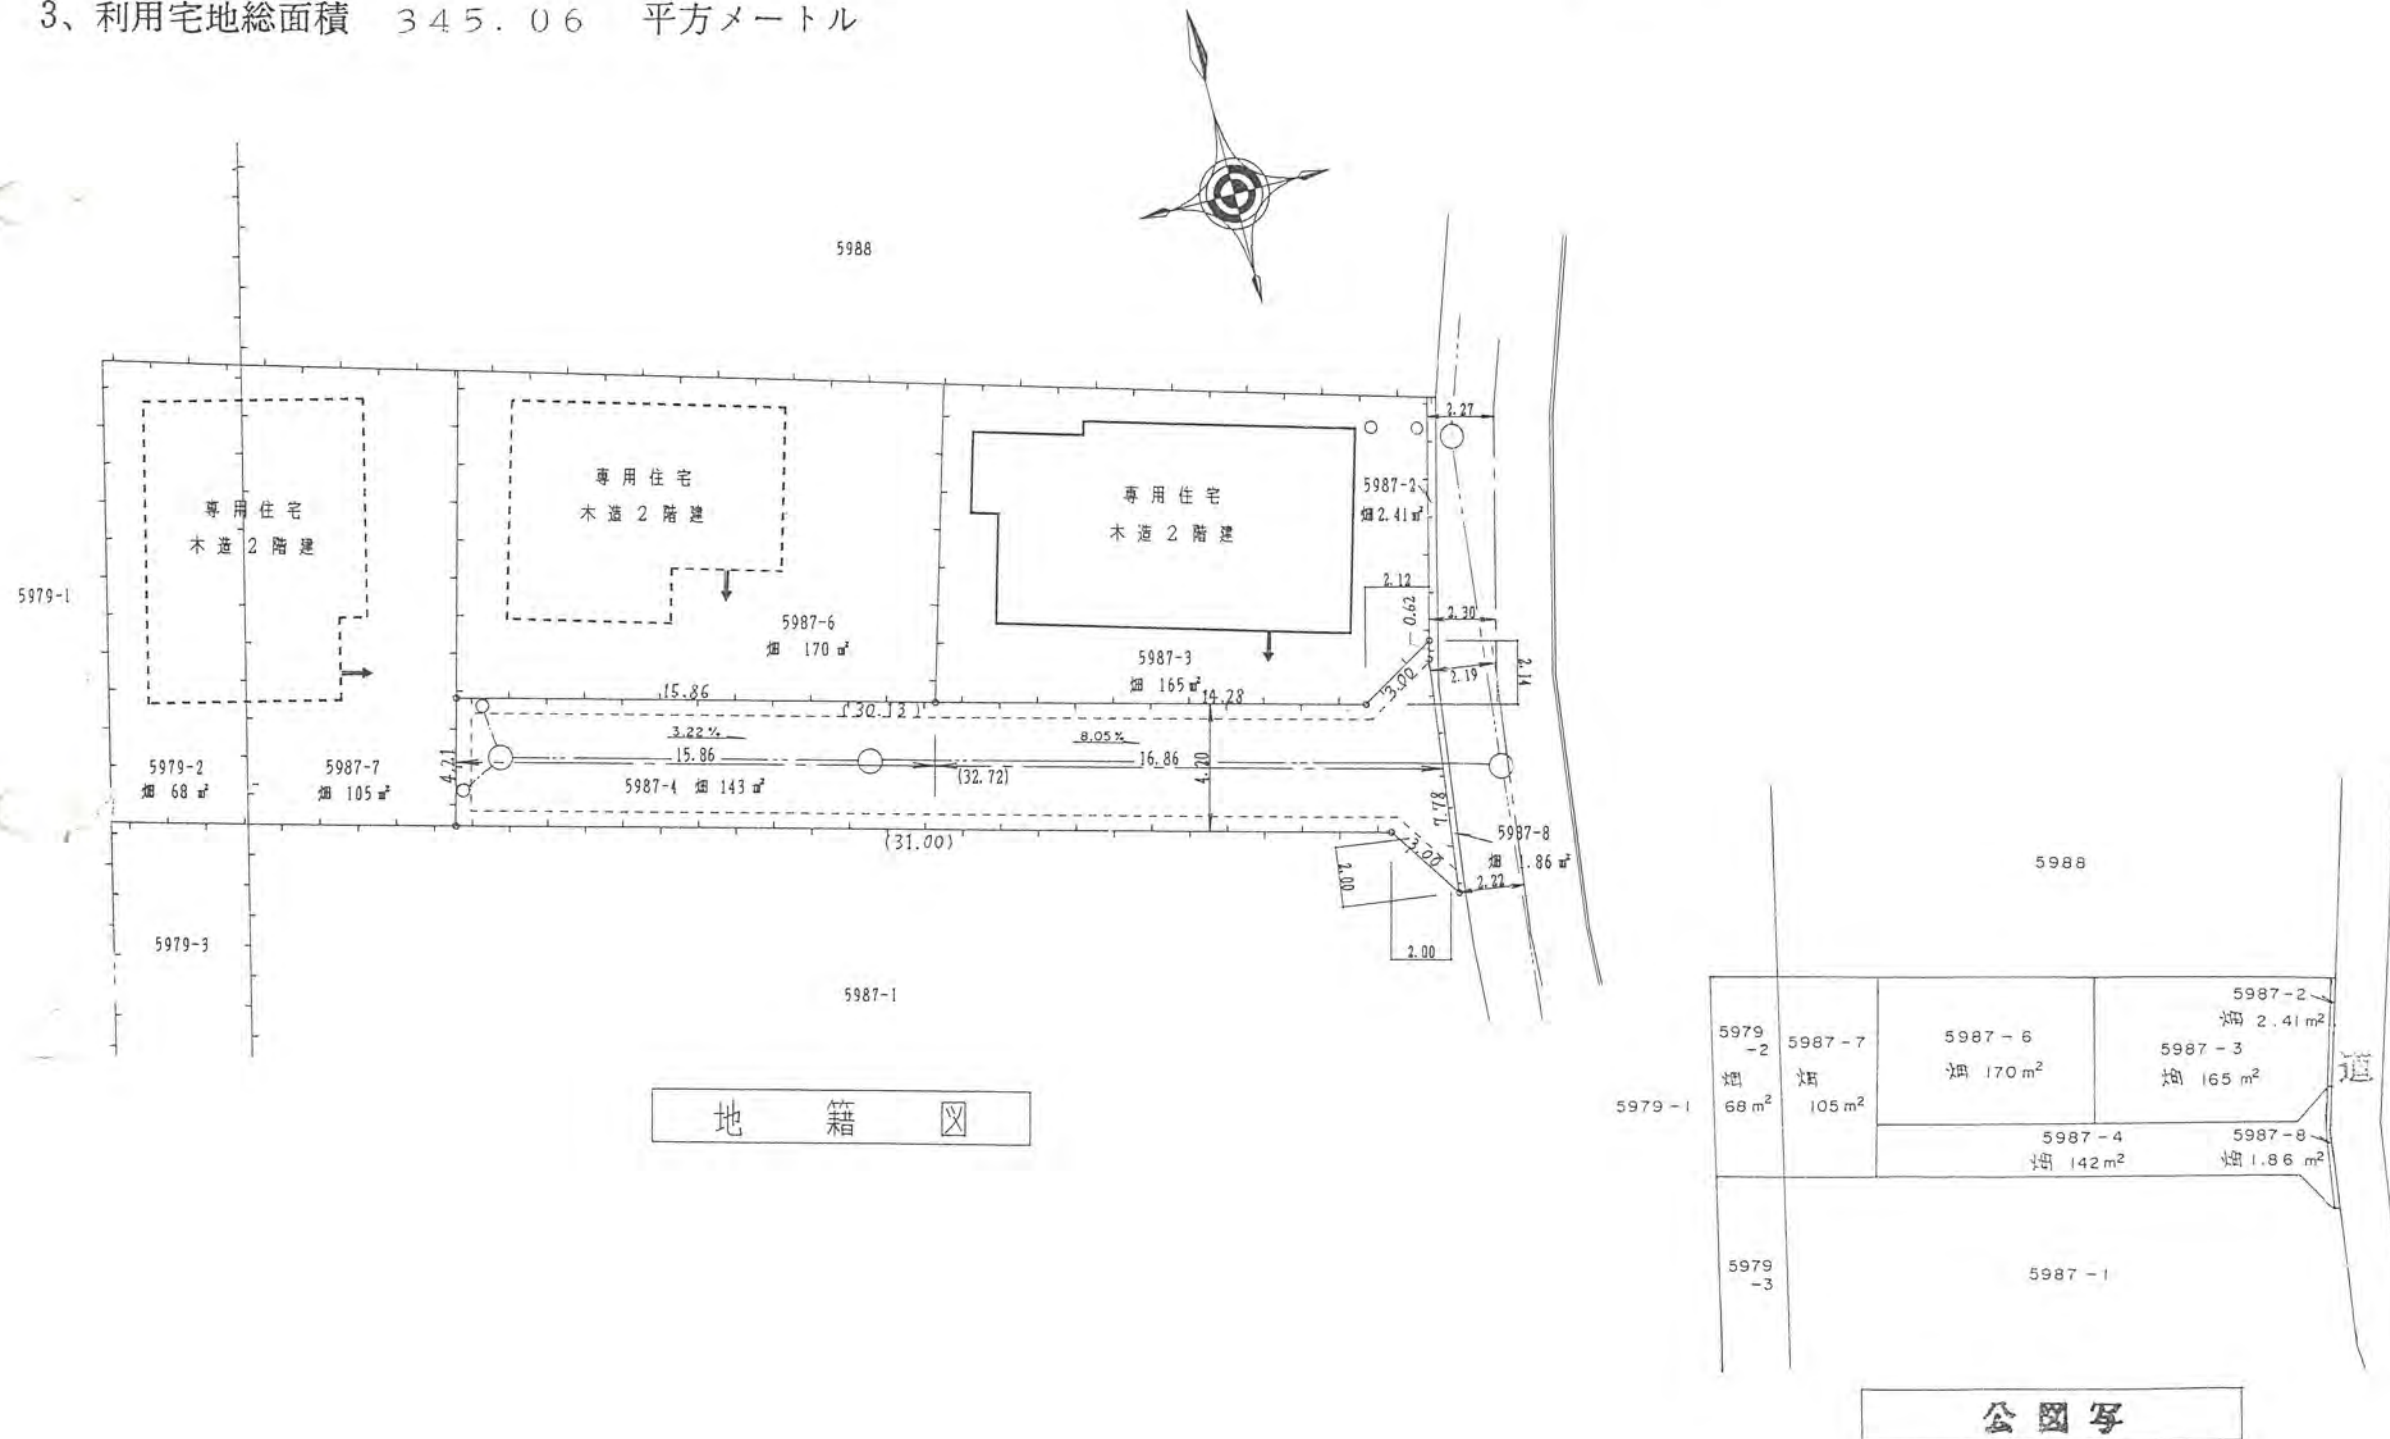 3、利用宅地総面積 345.06 平方メートル
5988
専用住宅
木造2階建
専用住宅
木造2階建
専用住宅
木造2階建
5987-2
畑2.41㎡
2.27
2.12
0.62
2.30
2.19
2.14
3.00
5979-1
5987-6
畑 170㎡
5987-3
畑 165㎡
15.86
14.28
(30.13)
3.22%
8.05%
15.86
16.86
(32.72)
4.21
4.20
5979-2
畑 68㎡
5987-7
畑 105㎡
5987-4 畑 143㎡
7.78
5987-8
畑 1.86㎡
(31.00)
3.00
2.00
2.22
2.00
5979-3
5987-1
地籍図
5988
5979-1
5979
-2
畑
68m²
5987-7
畑
105m²
5987-6
畑 170m²
5987-2
畑 2.41m²
5987-3
畑 165m²
道
5987-4
畑 142m²
5987-8
畑1.86m²
5979
-3
5987-1
公図写